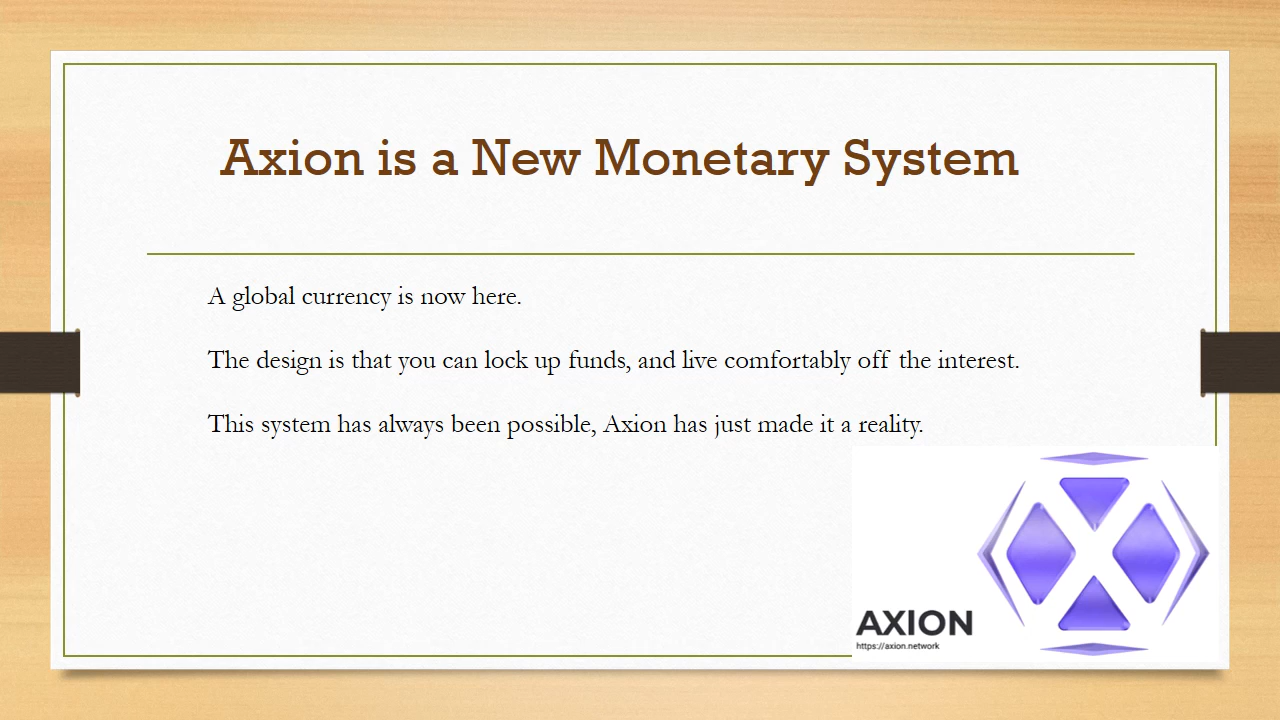 Axion is a New Monetary System
A global currency is now here.
The design is that you can lock up funds, and live comfortably off the interest.
This system has always been possible, Axion has just made it a reality.
AXION
https://axion.network